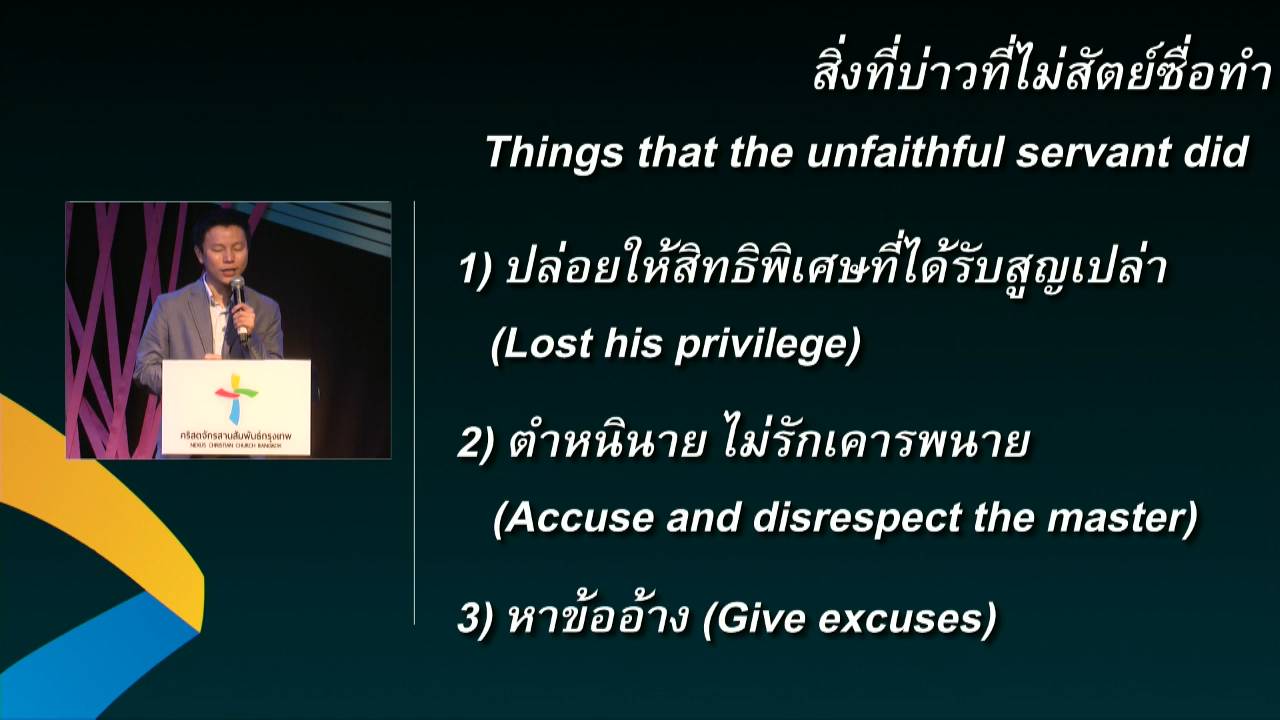 สิ่งที่บ่าวที่ไม่สัตย์ซื่อทำ
Things that the unfaithful servant did
1) ปล่อยให้สิทธิพิเศษที่ได้รับสูญเปล่า
(Lost his privilege)
2) ตำหนินาย ไม่รักเคารพนาย
(Accuse and disrespect the master)
3) หาข้ออ้าง (Give excuses)
คริสตจักรสานสัมพันธ์กรุงเทพ
NEXUS CHRISTIAN CHURCH BANGKOK